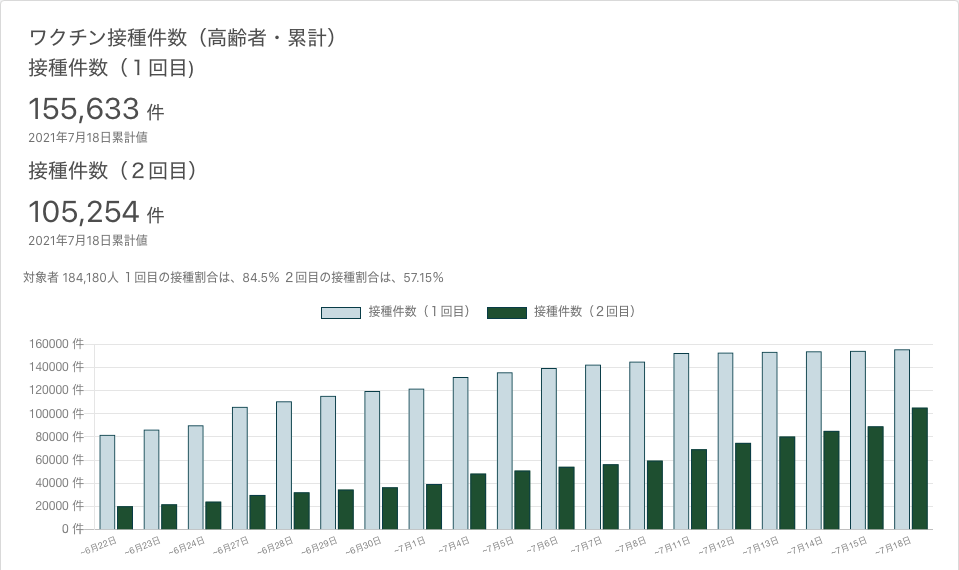 ワクチン接種件数（高齢者・累計）
接種件数（１回目)
155,633 件
2021年7月18日累計値
接種件数（２回目）
105,254 件
2021年7月18日累計値
対象者 184,180人 １回目の接種割合は、84.5% ２回目の接種割合は、57.15%
接種件数（１回目） 接種件数（２回目）
160000 件
140000 件
120000 件
100000 件
80000 件
60000 件
40000 件
20000 件
0 件
~6月22日 ~6月23日 ~6月24日 ~6月27日 ~6月28日 ~6月29日 ~6月30日 ~7月1日 ~7月4日 ~7月5日 ~7月6日 ~7月7日 ~7月8日 ~7月11日 ~7月12日 ~7月13日 ~7月14日 ~7月15日 ~7月18日